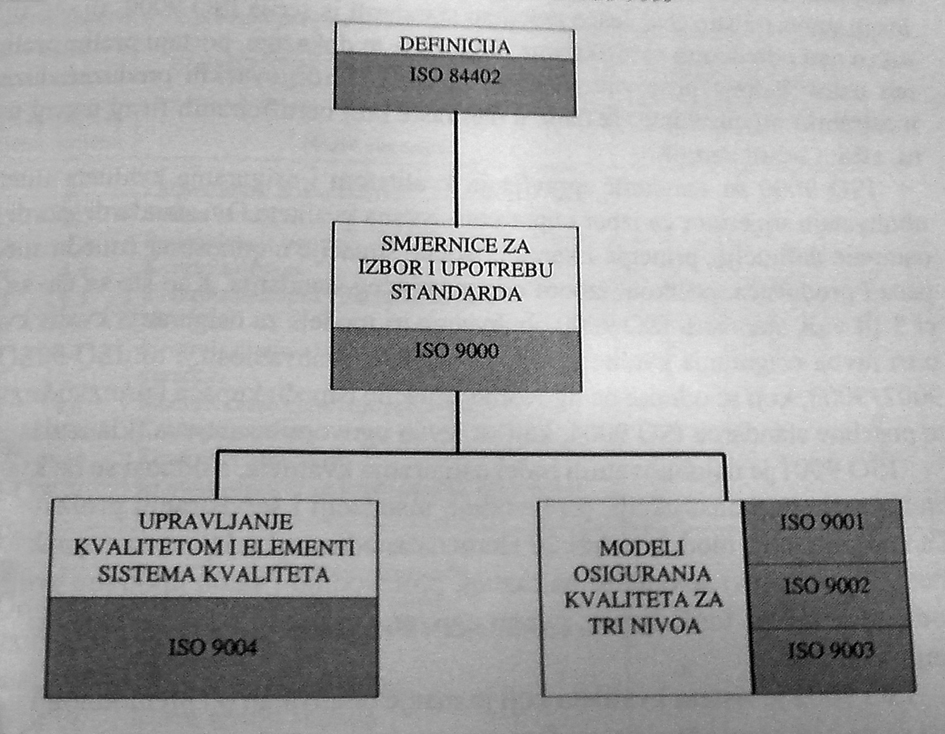 DEFINICIJA
ISO 84402
SMJERNICE ZA
IZBOR I UPOTREBU
STANDARDA
ISO 9000
UPRAVLJANJE
KVALITETOM I ELEMENTI
SISTEMA KVALITETA
ISO 9004
MODELI
OSIGURANJA
KVALITETA ZA
TRI NIVOA
ISO 9001
ISO 9002
ISO 9003